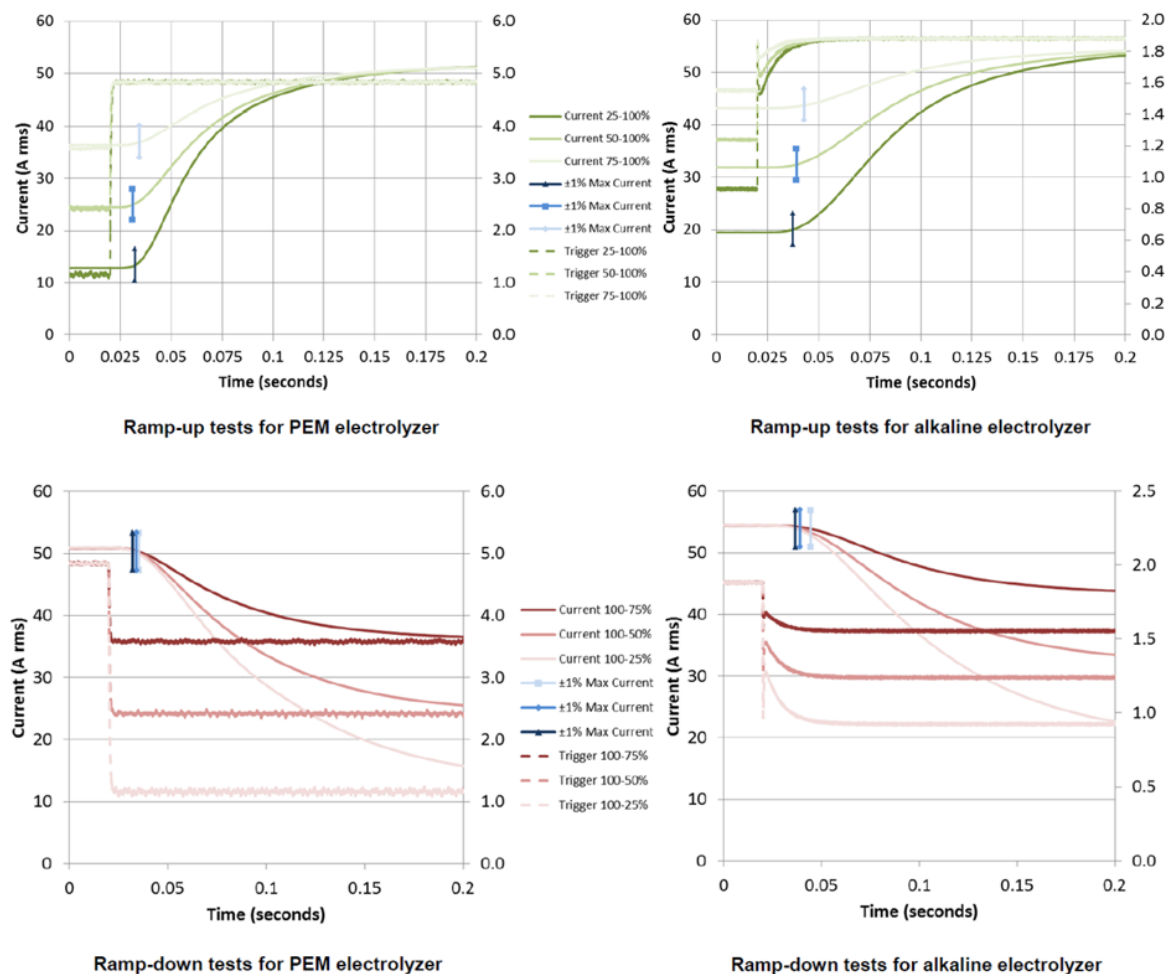 60
50
40
30
20
10
0
Current (A rms)
6.0
5.0
4.0
3.0
2.0
1.0
0.0
0 0.025 0.05 0.075 0.1 0.125 0.15 0.175 0.2
Time (seconds)
Ramp-up tests for PEM electrolyzer
Current 25-100%
Current 50-100%
Current 75-100%
±1% Max Current
±1% Max Current
±1% Max Current
Trigger 25-100%
Trigger 50-100%
Trigger 75-100%
60
50
40
30
20
10
0
Current (A rms)
2.0
1.8
1.6
1.4
1.2
1.0
0.8
0.6
0.4
0.2
0.0
0 0.025 0.05 0.075 0.1 0.125 0.15 0.175 0.2
Time (seconds)
Ramp-up tests for alkaline electrolyzer
60
50
40
30
20
10
0
Current (A rms)
6.0
5.0
4.0
3.0
2.0
1.0
0.0
0 0.05 0.1 0.15 0.2
Time (seconds)
Ramp-down tests for PEM electrolyzer
Current 100-75%
Current 100-50%
Current 100-25%
±1% Max Current
±1% Max Current
±1% Max Current
Trigger 100-75%
Trigger 100-50%
Trigger 100-25%
60
50
40
30
20
10
0
Current (A rms)
2.5
2.0
1.5
1.0
0.5
0.0
0 0.05 0.1 0.15 0.2
Time (seconds)
Ramp-down tests for alkaline electrolyzer